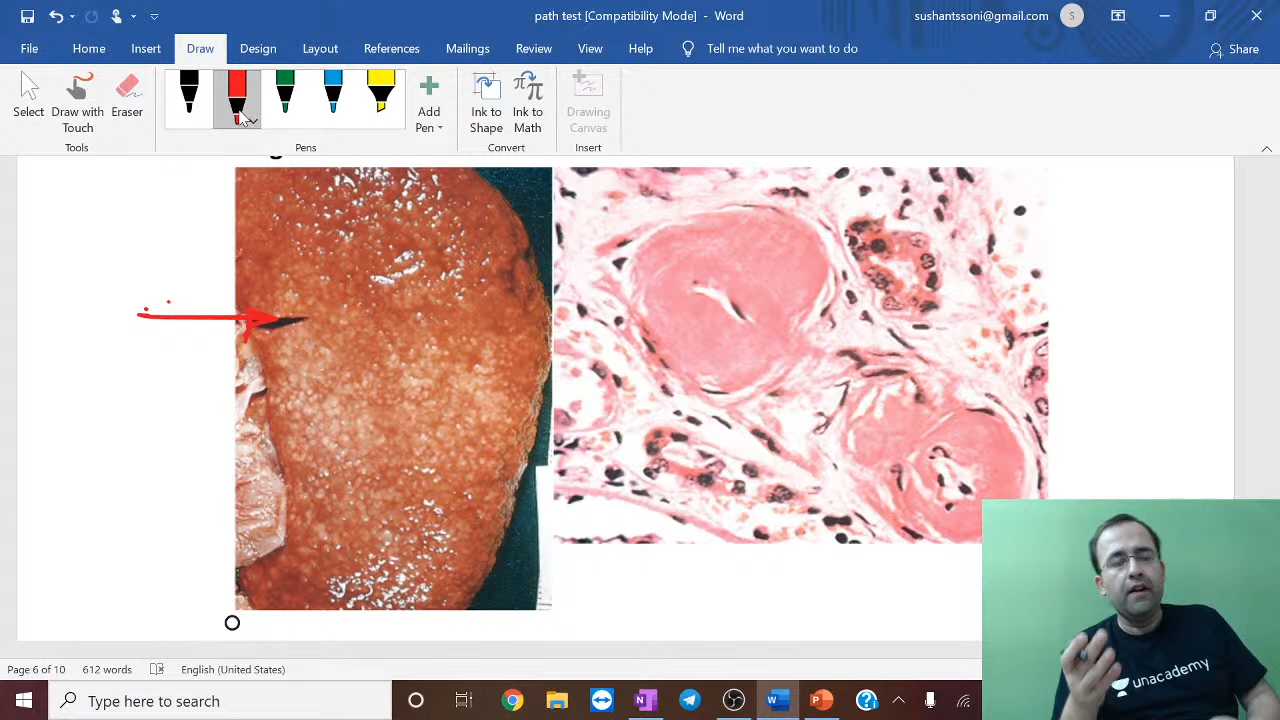 path test [Compatibility Mode] - Word
sushantssoni@gmail.com
S
File
Home
Insert
Draw
Design
Layout
References
Mailings
Review
View
Help
Tell me what you want to do
Share
Select
Draw with
Touch
Eraser
Add
Pen
Ink to
Shape
Ink to
Math
Drawing
Canvas
Tools
Pens
Convert
Insert
Page 6 of 10
612 words
English (United States)
unacademy
Type here to search